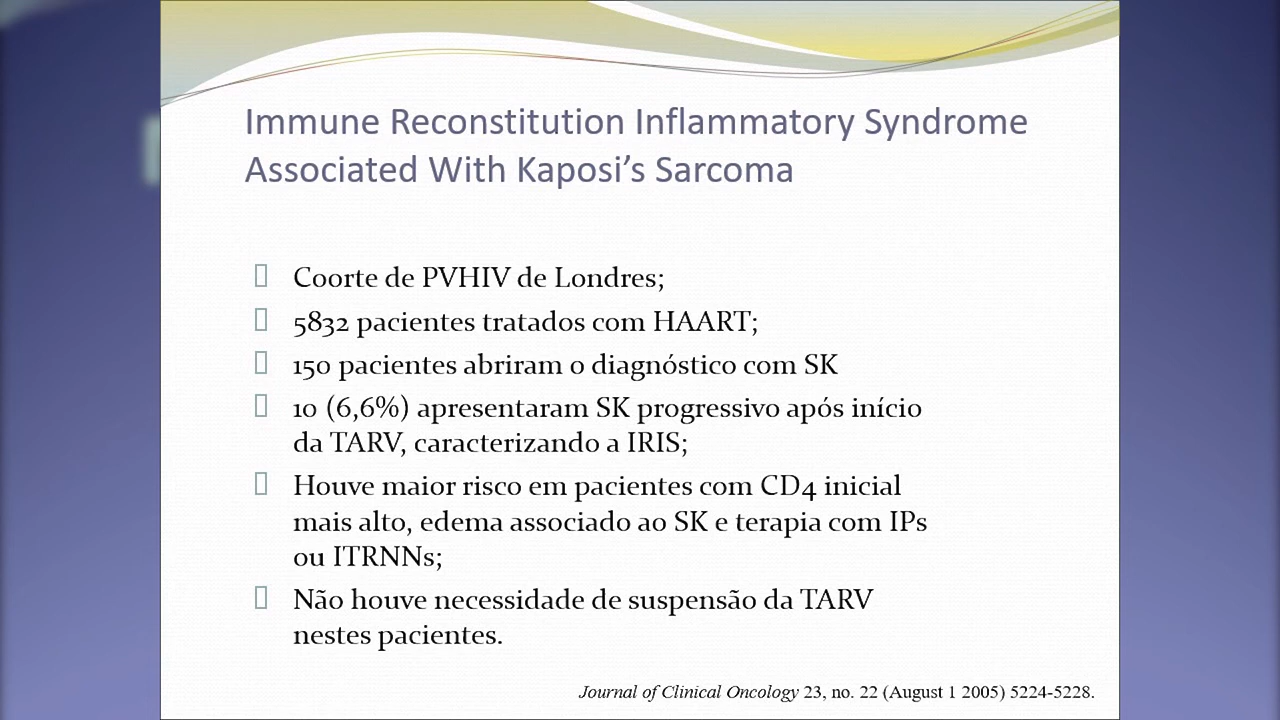 Immune Reconstitution Inflammatory Syndrome
Associated With Kaposi's Sarcoma
Coorte de PVHIV de Londres;
5832 pacientes tratados com HAART;
150 pacientes abriram o diagnóstico com SK
10 (6,6%) apresentaram SK progressivo após início
da TARV, caracterizando a IRIS;
Houve maior risco em pacientes com CD4 inicial
mais alto, edema associado ao SK e terapia com IPs
ou ITRNNs;
Não houve necessidade de suspensão da TARV
nestes pacientes.
Journal of Clinical Oncology 23, no. 22 (August 1 2005) 5224-5228.